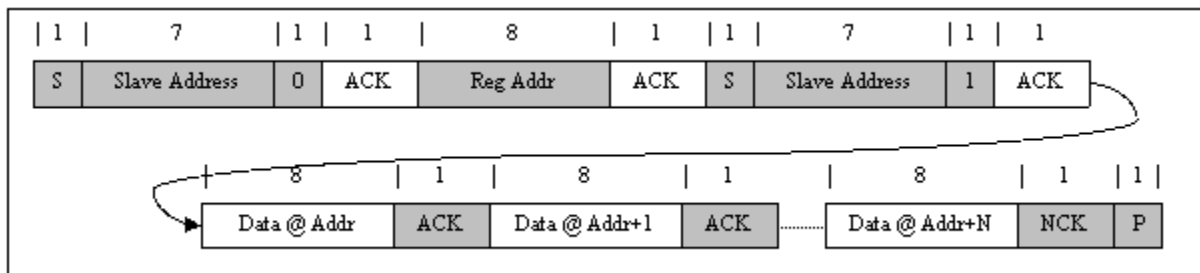 | 1 | 7 | 1 | 1 | 8 | 1 | 1 | 7 | 1 | 1
S Slave Address 0 ACK Reg Addr ACK S Slave Address 1 ACK
| 8 | 1 | 8 | 1 | 8 | 1 | 1 |
Data @ Addr ACK Data @ Addr+1 ACK Data @ Addr+N NCK P